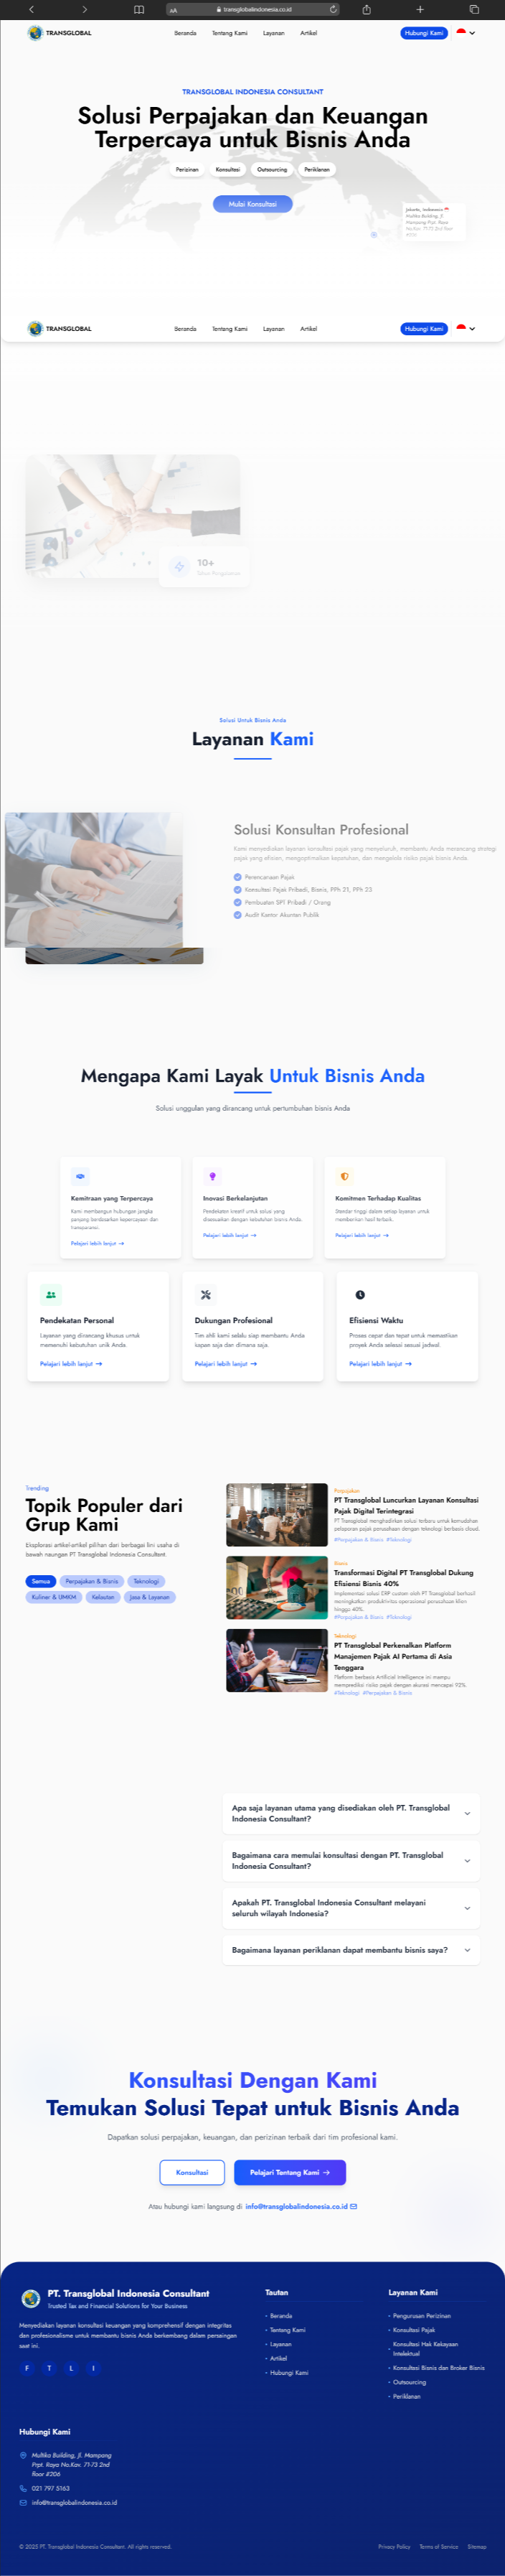 AA transglobalindonesia.co.id
TRANSGLOBAL Beranda Tentang Kami Layanan Artikel Hubungi Kami
TRANSGLOBAL INDONESIA CONSULTANT
Solusi Perpajakan dan Keuangan
Terpercaya untuk Bisnis Anda
Perizinan Konsultasi Outsourcing Periklanan
Mulai Konsultasi
Jakarta, Indonesia
Multika Building, Jl.
Mampang Prpt. Raya
No.Kav. 71-73 2nd floor
#206
TRANSGLOBAL Beranda Tentang Kami Layanan Artikel Hubungi Kami
10+
Tahun Pengalaman
Solusi Untuk Bisnis Anda
Layanan Kami
Solusi Konsultan Profesional
Kami menyediakan layanan konsultasi pajak yang menyeluruh, membantu Anda merancang strategi
pajak yang efisien, mengoptimalkan kepatuhan, dan mengelola risiko pajak bisnis Anda.
Perencanaan Pajak
Konsultasi Pajak Pribadi, Bisnis, PPh 21, PPh 23
Pembuatan SPT Pribadi / Orang
Audit Kantor Akuntan Publik
Mengapa Kami Layak Untuk Bisnis Anda
Solusi unggulan yang dirancang untuk pertumbuhan bisnis Anda
Kemitraan yang Terpercaya
Kami membangun hubungan jangka
panjang berdasarkan kepercayaan dan
transparansi.
Pelajari lebih lanjut →
Inovasi Berkelanjutan
Pendekatan kreatif untuk solusi yang
disesuaikan dengan kebutuhan bisnis Anda.
Pelajari lebih lanjut →
Komitmen Terhadap Kualitas
Standar tinggi dalam setiap layanan untuk
memberikan hasil terbaik.
Pelajari lebih lanjut →
Pendekatan Personal
Layanan yang dirancang khusus untuk
memenuhi kebutuhan unik Anda.
Pelajari lebih lanjut →
Dukungan Profesional
Tim ahli kami selalu siap membantu Anda
kapan saja dan dimana saja.
Pelajari lebih lanjut →
Efisiensi Waktu
Proses cepat dan tepat untuk memastikan
proyek Anda selesai sesuai jadwal.
Pelajari lebih lanjut →
Trending
Topik Populer dari
Grup Kami
Eksplorasi artikel-artikel pilihan dari berbagai lini usaha di
bawah naungan PT Transglobal Indonesia Consultant.
Semua Perpajakan & Bisnis Teknologi
Kuliner & UMKM Kelautan Jasa & Layanan
Perpajakan
PT Transglobal Luncurkan Layanan Konsultasi
Pajak Digital Terintegrasi
PT Transglobal menghadirkan solusi terbaru untuk kemudahan
pelaporan pajak perusahaan dengan teknologi berbasis cloud.
#Perpajakan & Bisnis #Teknologi
Bisnis
Transformasi Digital PT Transglobal Dukung
Efisiensi Bisnis 40%
Implementasi solusi ERP custom oleh PT Transglobal berhasil
meningkatkan produktivitas operasional perusahaan klien
hingga 40%.
#Perpajakan & Bisnis #Teknologi
Teknologi
PT Transglobal Perkenalkan Platform
Manajemen Pajak AI Pertama di Asia
Tenggara
Platform berbasis Artificial Intelligence ini mampu
memprediksi risiko pajak dengan akurasi mencapai 92%.
#Teknologi #Perpajakan & Bisnis
Apa saja layanan utama yang disediakan oleh PT. Transglobal
Indonesia Consultant?
Bagaimana cara memulai konsultasi dengan PT. Transglobal
Indonesia Consultant?
Apakah PT. Transglobal Indonesia Consultant melayani
seluruh wilayah Indonesia?
Bagaimana layanan periklanan dapat membantu bisnis saya?
Konsultasi Dengan Kami
Temukan Solusi Tepat untuk Bisnis Anda
Dapatkan solusi perpajakan, keuangan, dan perizinan terbaik dari tim profesional kami.
Konsultasi Pelajari Tentang Kami →
Atau hubungi kami langsung di info@transglobalindonesia.co.id
PT. Transglobal Indonesia Consultant
Trusted Tax and Financial Solutions for Your Business
Menyediakan layanan konsultasi keuangan yang komprehensif dengan integritas
dan profesionalisme untuk membantu bisnis Anda berkembang dalam persaingan
saat ini.
F T L I
Tautan
- Beranda
- Tentang Kami
- Layanan
- Artikel
- Hubungi Kami
Layanan Kami
- Pengurusan Perizinan
- Konsultasi Pajak
- Konsultasi Hak Kekayaan
Intelektual
- Konsultasi Bisnis dan Broker Bisnis
- Outsourcing
- Periklanan
Hubungi Kami
Multika Building, Jl. Mampang
Prpt. Raya No.Kav. 71-73 2nd
floor #206
021 797 5163
info@transglobalindonesia.co.id
© 2025 PT. Transglobal Indonesia Consultant. All rights reserved.
Privacy Policy Terms of Service Sitemap